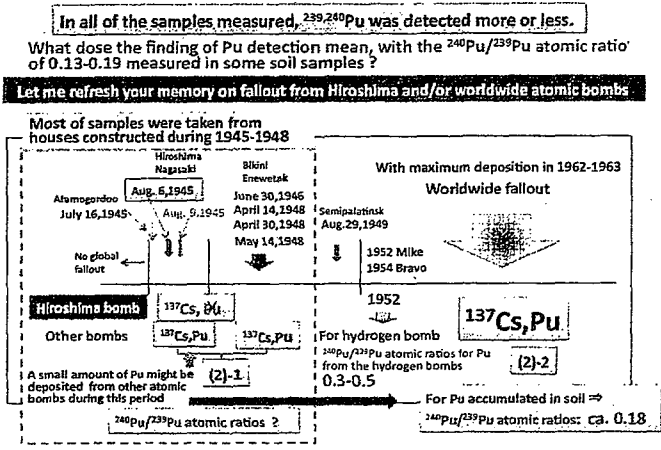 In all of the samples measured, ²³⁹,²⁴⁰Pu was detected more or less.
What dose the finding of Pu detection mean, with the ²⁴⁰Pu/²³⁹Pu atomic ratio
of 0.13-0.19 measured in some soil samples ?
Let me refresh your memory on fallout from Hiroshima and/or worldwide atomic bombs
Most of samples were taken from
houses constructed during 1945-1948
Hiroshima
Nagasaki
Aug. 6,1945
Alamogordoo
July 16,1945
Aug. 9,1945
No global
fallout
Bikini
Enewetak
June 30,1946
April 14,1948
April 30,1948
May 14,1948
Semipalatinsk
Aug.29,1949
With maximum deposition in 1962-1963
Worldwide fallout
1952 Mike
1954 Bravo
Hiroshima bomb
¹³⁷Cs,
Other bombs
¹³⁷Cs,Pu
¹³⁷Cs,Pu
(2)-1
A small amount of Pu might be
deposited from other atomic
bombs during this period
²⁴⁰Pu/²³⁹Pu atomic ratios ?
1952
For hydrogen bomb
²⁴⁰Pu/²³⁹Pu atomic ratios for Pu
from the hydrogen bombs
0.3-0.5
¹³⁷Cs,Pu
(2)-2
For Pu accumulated in soil ⇒
²⁴⁰Pu/²³⁹Pu atomic ratios: ca. 0.18